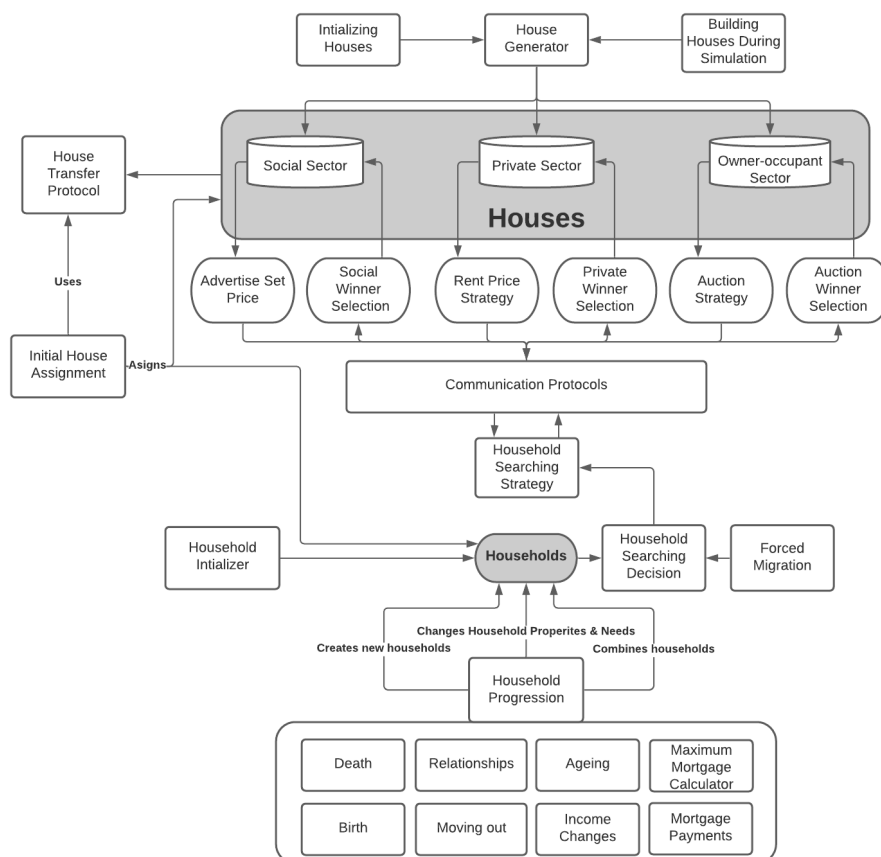 Intializing
Houses
House
Generator
Building
Houses During
Simulation
House
Transfer
Protocol
Social Sector
Private Sector
Owner-occupant
Sector
Houses
Uses
Advertise Set
Price
Social
Winner
Selection
Rent Price
Strategy
Private
Winner
Selection
Auction
Strategy
Auction
Winner
Selection
Initial House
Assignment
Asigns
Communication Protocols
Household
Searching
Strategy
Household
Intializer
Households
Household
Searching
Decision
Forced
Migration
Changes Household Properites & Needs
Creates new households
Combines households
Household
Progression
Death
Relationships
Ageing
Maximum
Mortgage
Calculator
Birth
Moving out
Income
Changes
Mortgage
Payments